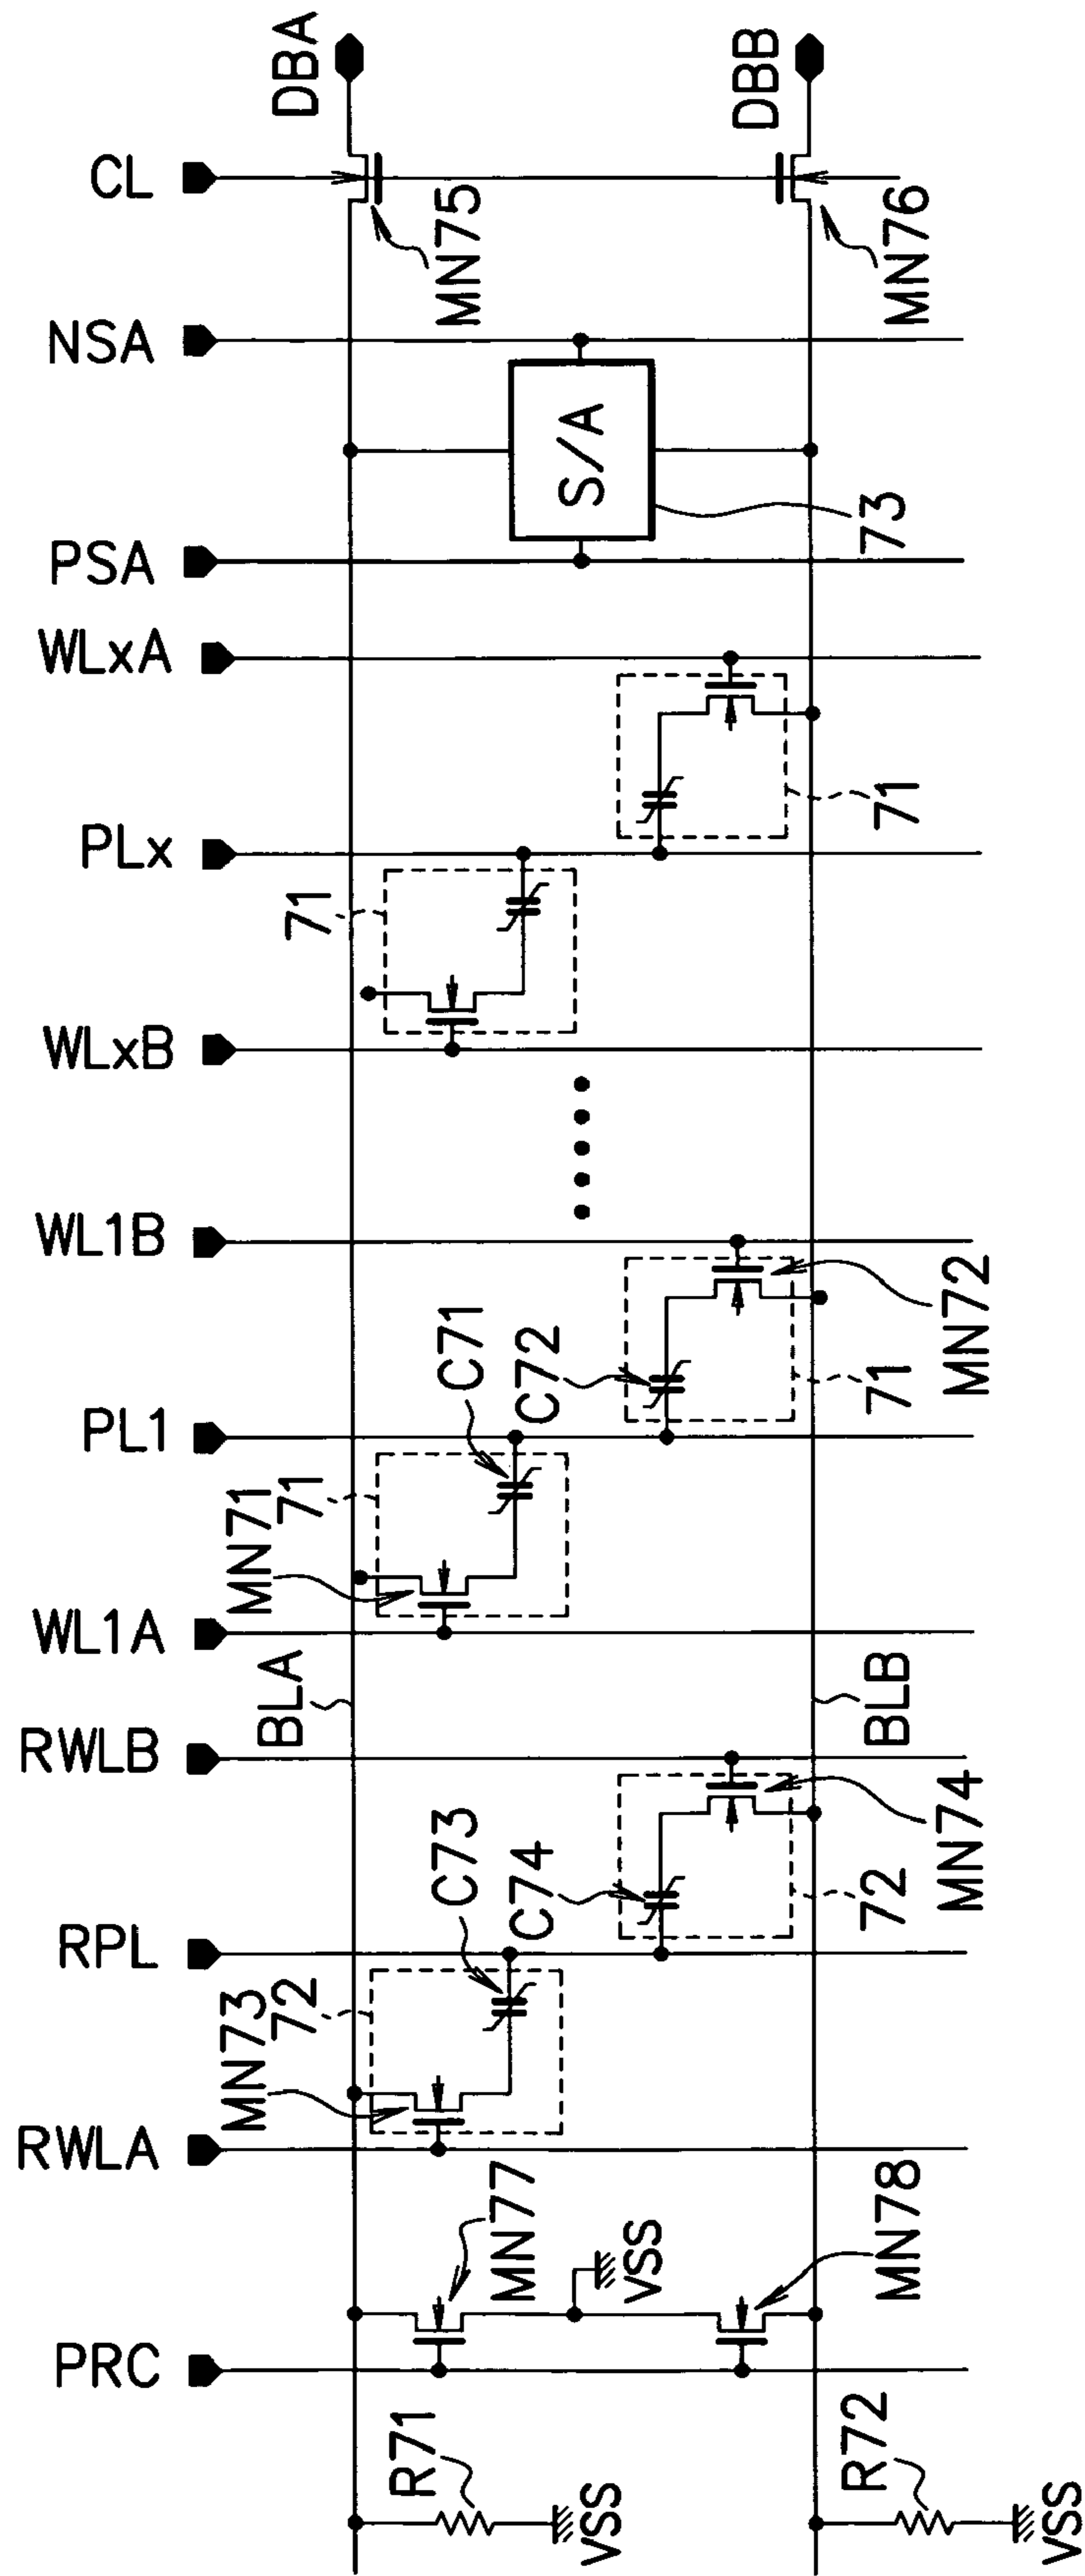 CL
DBA
DBB
MN75
MN76
NSA
S/A
73
PSA
WLxA
71
PLx
71
WLxB
WL1B
MN72
C71
C72
71
PL1
MN71
71
WL1A
BLA
BLB
RWLB
MN74
C73
C74
72
RPL
MN73
72
RWLA
MN77
VSS
MN78
PRC
R71
VSS
R72
VSS